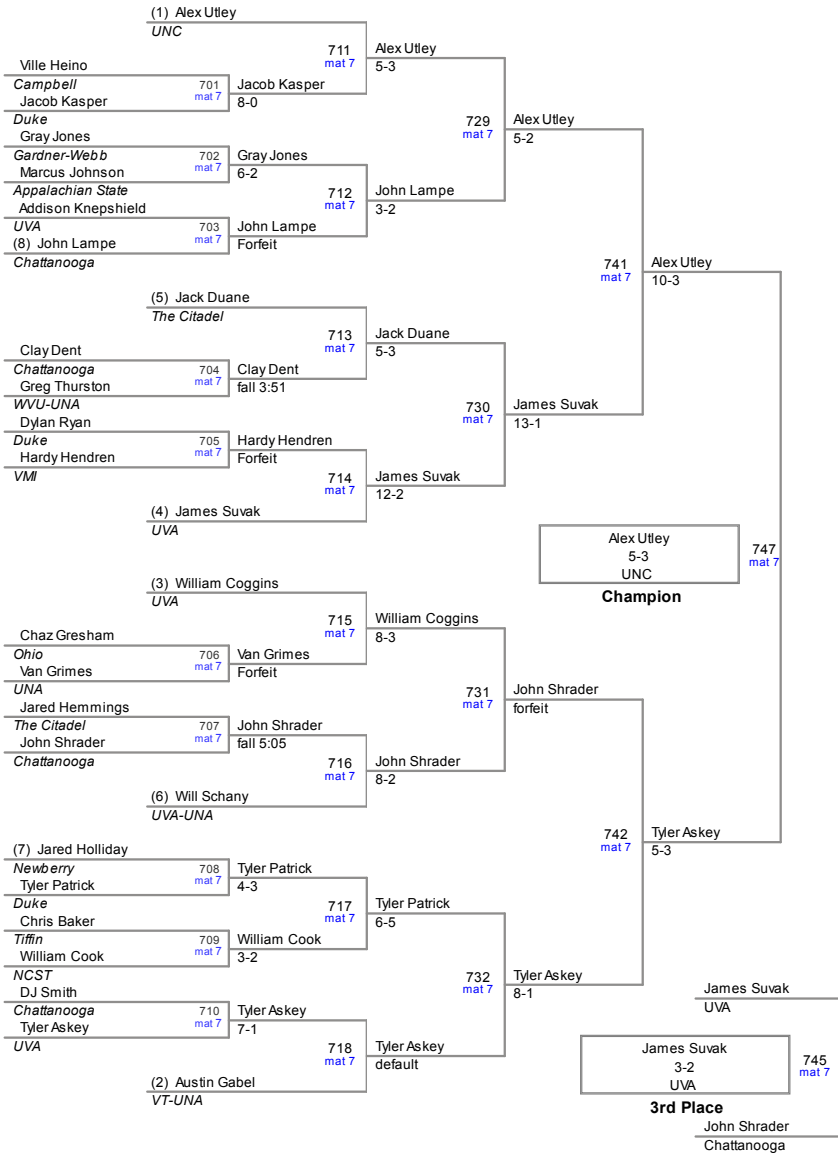 (1) Alex Utley
UNC
711 Alex Utley
mat 7 5-3
Ville Heino
Campbell 701 Jacob Kasper
Jacob Kasper mat 7 8-0
Duke
729 Alex Utley
mat 7 5-2
Gray Jones
Gardner-Webb 702 Gray Jones
Marcus Johnson mat 7 6-2
Appalachian State
712 John Lampe
mat 7 3-2
Addison Knepshield
UVA 703 John Lampe
(8) John Lampe mat 7 Forfeit
Chattanooga
741 Alex Utley
mat 7 10-3
(5) Jack Duane
The Citadel
713 Jack Duane
mat 7 5-3
Clay Dent
Chattanooga 704 Clay Dent
Greg Thurston mat 7 fall 3:51
WVU-UNA
730 James Suvak
mat 7 13-1
Dylan Ryan
Duke 705 Hardy Hendren
Hardy Hendren mat 7 Forfeit
VMI
714 James Suvak
mat 7 12-2
(4) James Suvak
UVA
Alex Utley
5-3
UNC
747
mat 7
Champion
(3) William Coggins
UVA
715 William Coggins
mat 7 8-3
Chaz Gresham
Ohio 706 Van Grimes
Van Grimes mat 7 Forfeit
UNA
731 John Shrader
mat 7 forfeit
Jared Hemmings
The Citadel 707 John Shrader
John Shrader mat 7 fall 5:05
Chattanooga
716 John Shrader
mat 7 8-2
(6) Will Schany
UVA-UNA
742 Tyler Askey
mat 7 5-3
(7) Jared Holliday
Newberry 708 Tyler Patrick
Tyler Patrick mat 7 4-3
Duke
717 Tyler Patrick
mat 7 6-5
Chris Baker
Tiffin 709 William Cook
William Cook mat 7 3-2
NCST
732 Tyler Askey
mat 7 8-1
DJ Smith
Chattanooga 710 Tyler Askey
Tyler Askey mat 7 7-1
UVA
718 Tyler Askey
mat 7 default
(2) Austin Gabel
VT-UNA
James Suvak
UVA
James Suvak
3-2
UVA
745
mat 7
3rd Place
John Shrader
Chattanooga